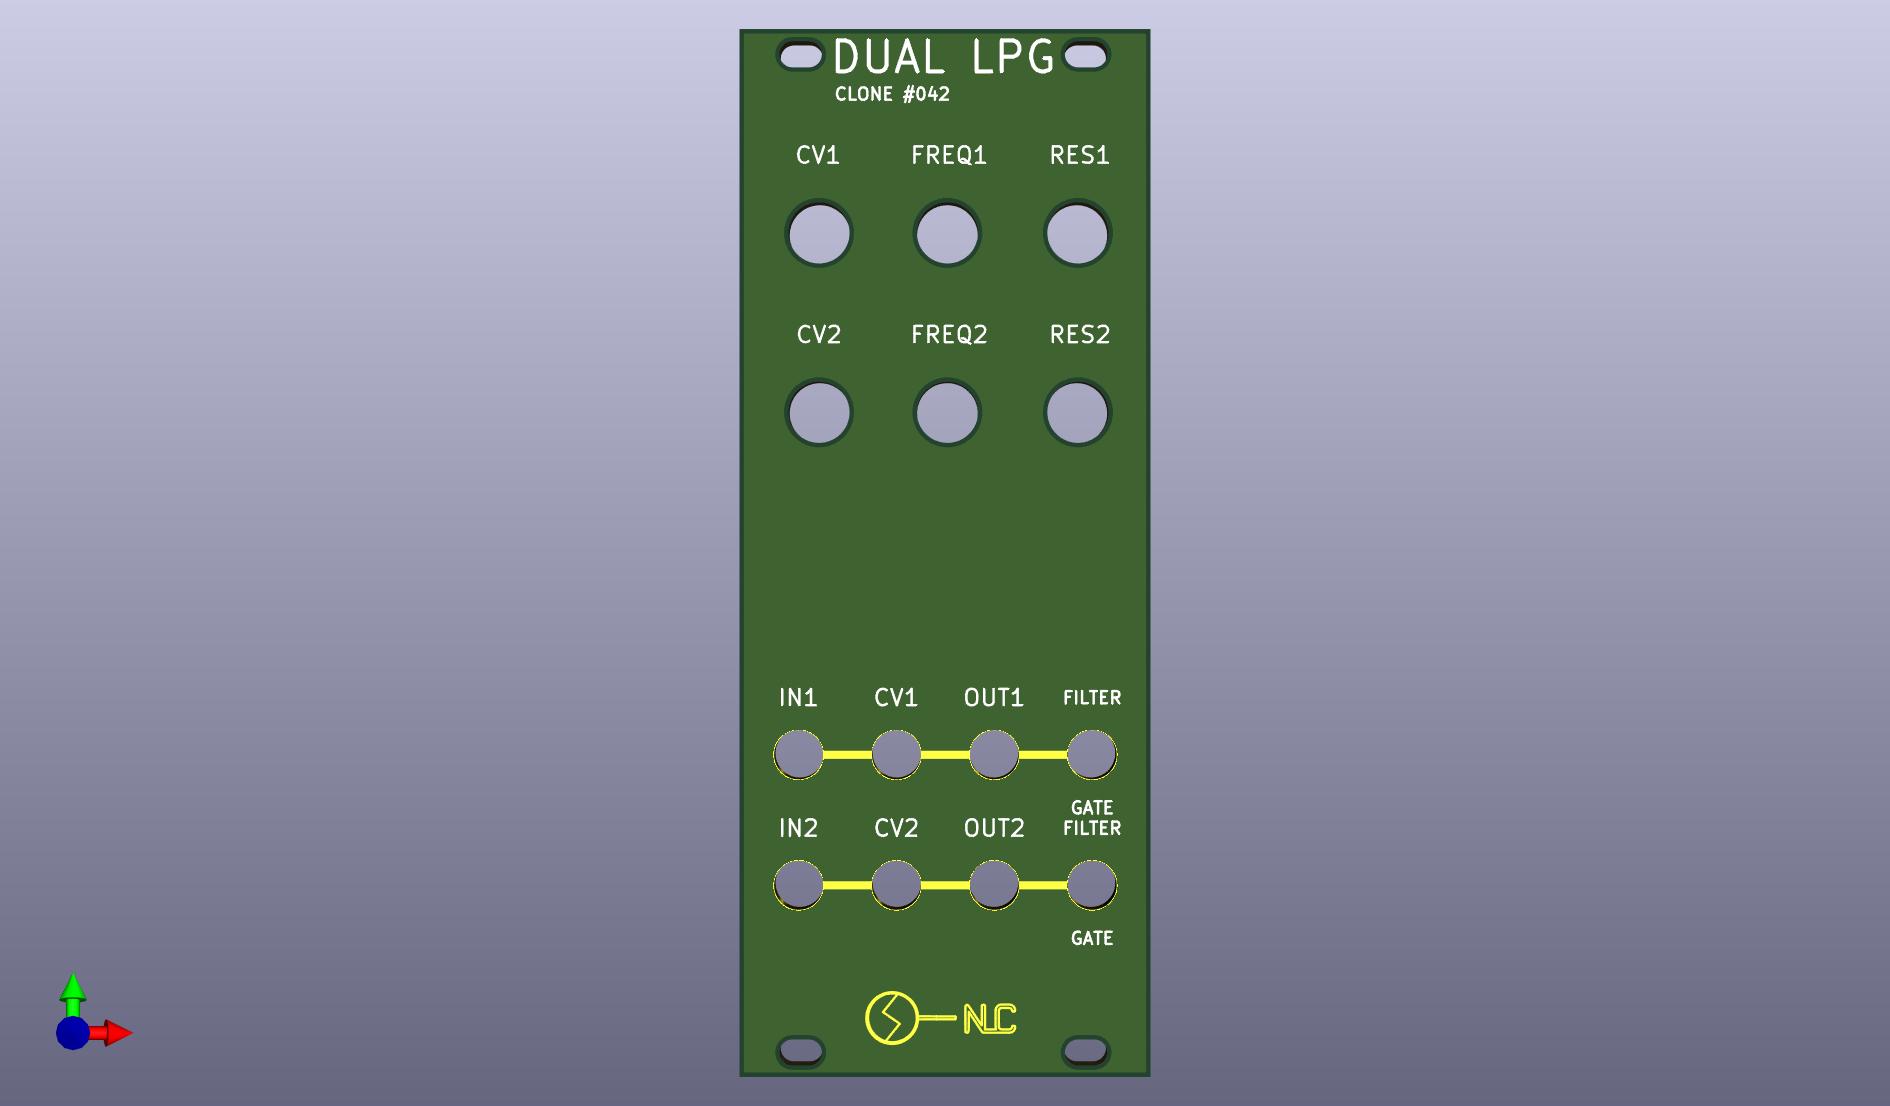 DUAL LPG
CLONE #042
CV1 FREQ1 RES1
CV2 FREQ2 RES2
IN1 CV1 OUT1 FILTER
GATE
IN2 CV2 OUT2 FILTER
GATE
NLC